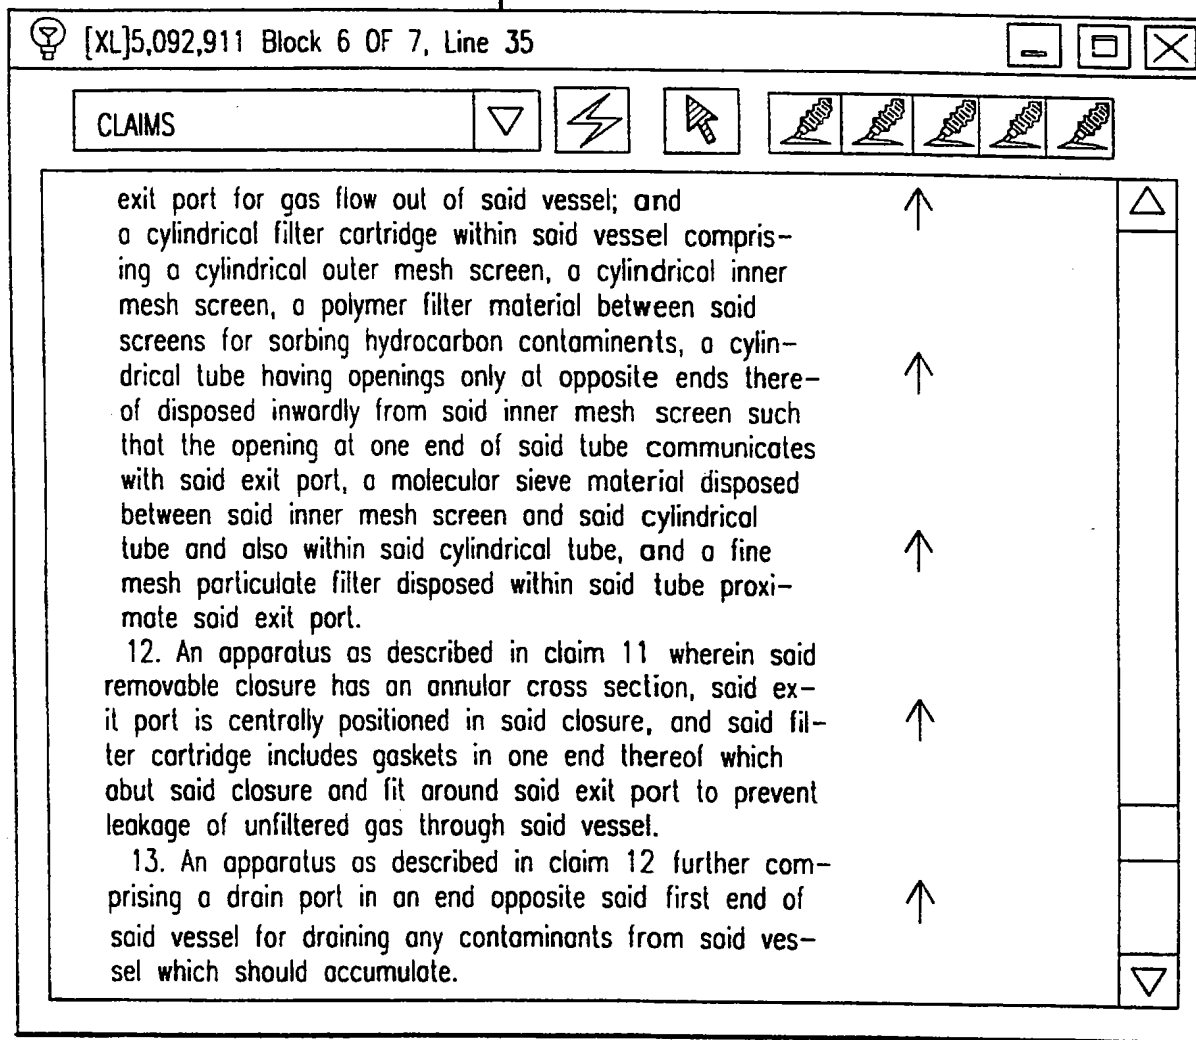 [XL]5,092,911 Block 6 OF 7, Line 35
CLAIMS
exit port for gas flow out of said vessel; and
a cylindrical filter cartridge within said vessel compris-
ing a cylindrical outer mesh screen, a cylindrical inner
mesh screen, a polymer filter material between said
screens for sorbing hydrocarbon contaminents, a cylin-
drical tube having openings only at opposite ends there-
of disposed inwardly from said inner mesh screen such
that the opening at one end of said tube communicates
with said exit port, a molecular sieve material disposed
between said inner mesh screen and said cylindrical
tube and also within said cylindrical tube, and a fine
mesh particulate filter disposed within said tube proxi-
mate said exit port.
12. An apparatus as described in claim 11 wherein said
removable closure has an annular cross section, said ex-
it port is centrally positioned in said closure, and said fil-
ter cartridge includes gaskets in one end thereof which
abut said closure and fit around said exit port to prevent
leakage of unfiltered gas through said vessel.
13. An apparatus as described in claim 12 further com-
prising a drain port in an end opposite said first end of
said vessel for draining any contaminants from said ves-
sel which should accumulate.